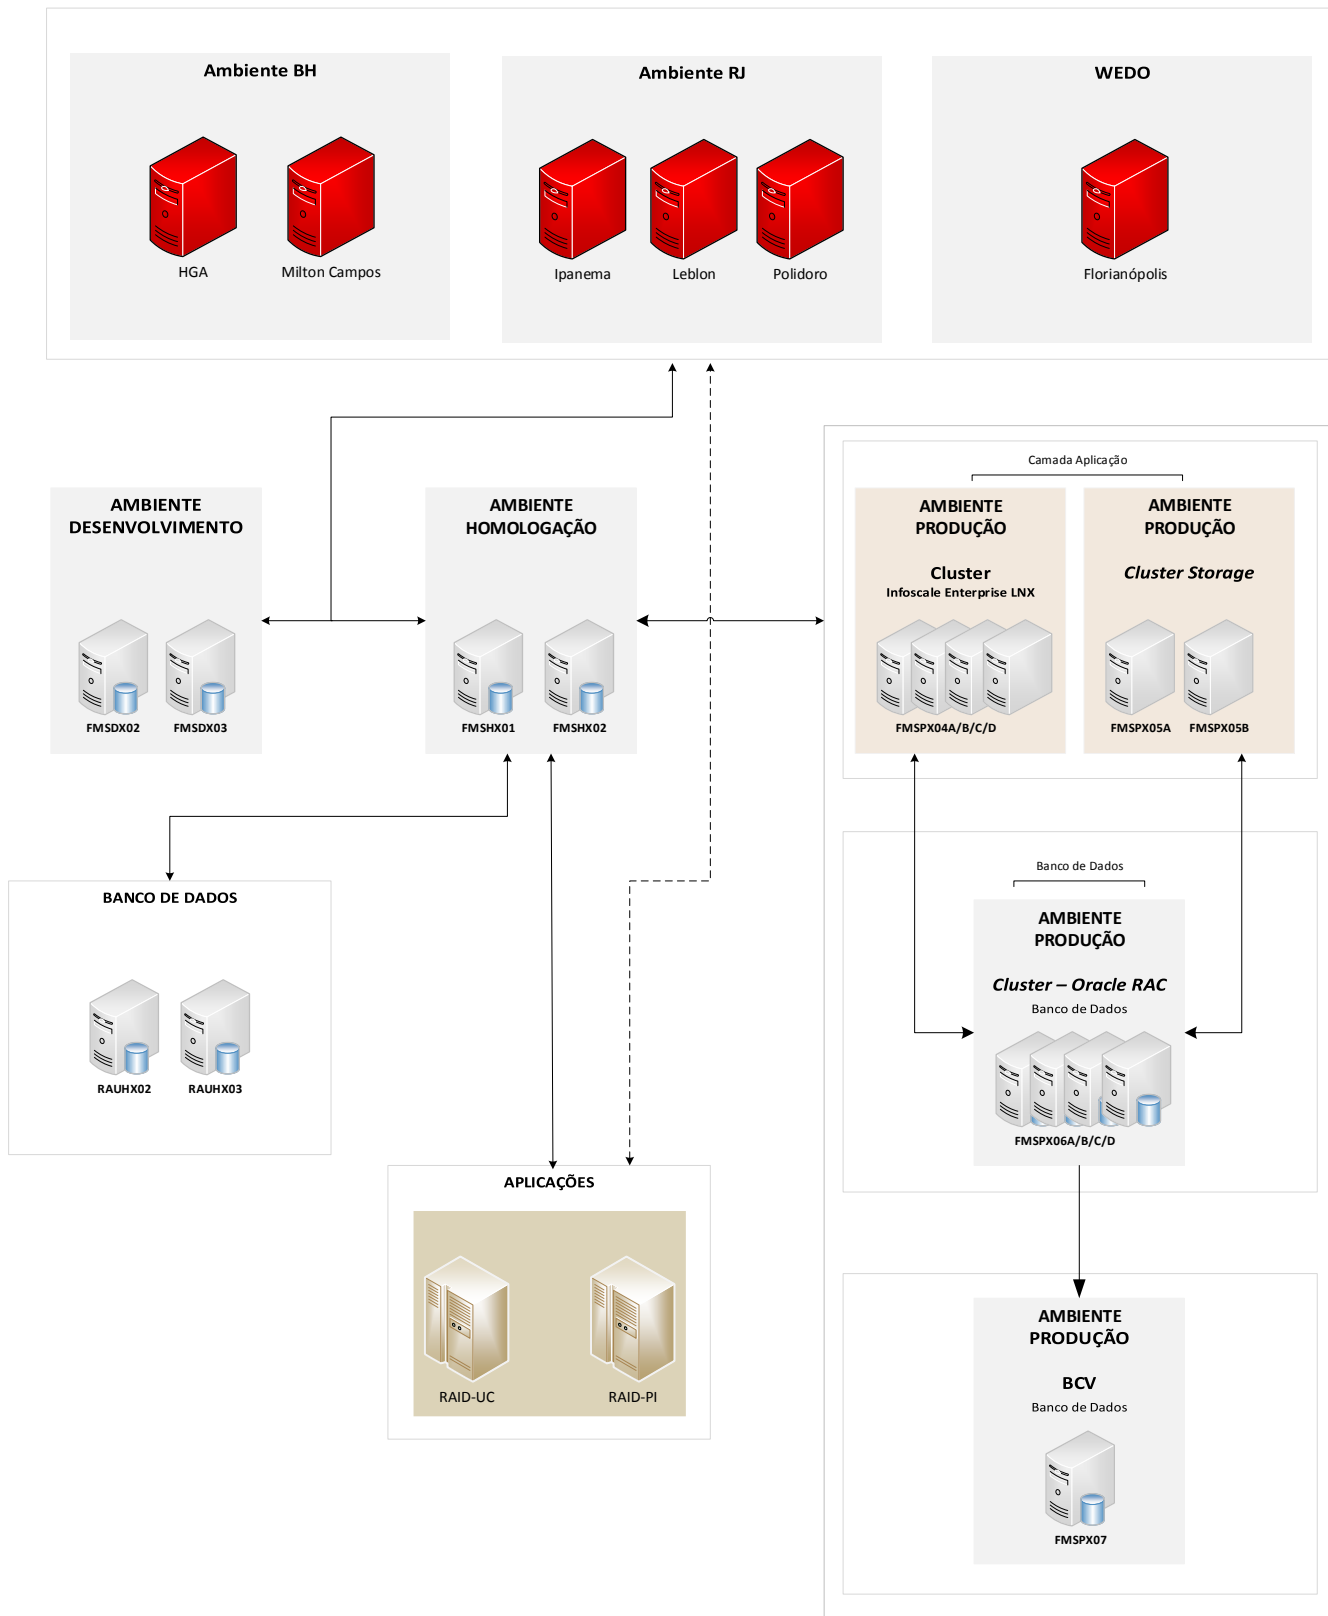 Ambiente BH
HGA
Milton Campos
Ambiente RJ
Ipanema
Leblon
Polidoro
WEDO
Florianópolis
AMBIENTE
DESENVOLVIMENTO
FMSDX02
FMSDX03
AMBIENTE
HOMOLOGAÇÃO
FMSHX01
FMSHX02
Camada Aplicação
AMBIENTE
PRODUÇÃO
Cluster
Infoscale Enterprise LNX
FMSPX04A/B/C/D
AMBIENTE
PRODUÇÃO
Cluster Storage
FMSPX05A
FMSPX05B
BANCO DE DADOS
RAUHX02
RAUHX03
Banco de Dados
AMBIENTE
PRODUÇÃO
Cluster – Oracle RAC
Banco de Dados
FMSPX06A/B/C/D
APLICAÇÕES
RAID-UC
RAID-PI
AMBIENTE
PRODUÇÃO
BCV
Banco de Dados
FMSPX07